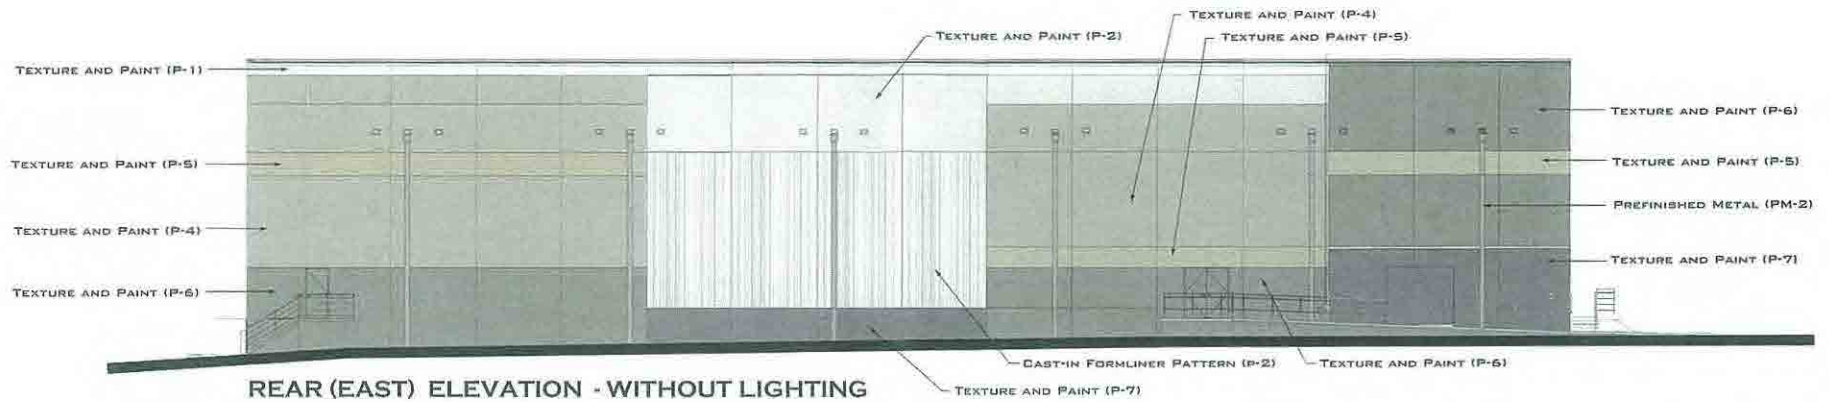 TEXTURE AND PAINT (P-4)
TEXTURE AND PAINT (P-2)
TEXTURE AND PAINT (P-5)
TEXTURE AND PAINT (P-1)
TEXTURE AND PAINT (P-6)
TEXTURE AND PAINT (P-5)
TEXTURE AND PAINT (P-5)
PREFINISHED METAL (PM-2)
TEXTURE AND PAINT (P-4)
TEXTURE AND PAINT (P-7)
TEXTURE AND PAINT (P-6)
CAST-IN FORMLINER PATTERN (P-2)
TEXTURE AND PAINT (P-6)
REAR (EAST) ELEVATION - WITHOUT LIGHTING
TEXTURE AND PAINT (P-7)